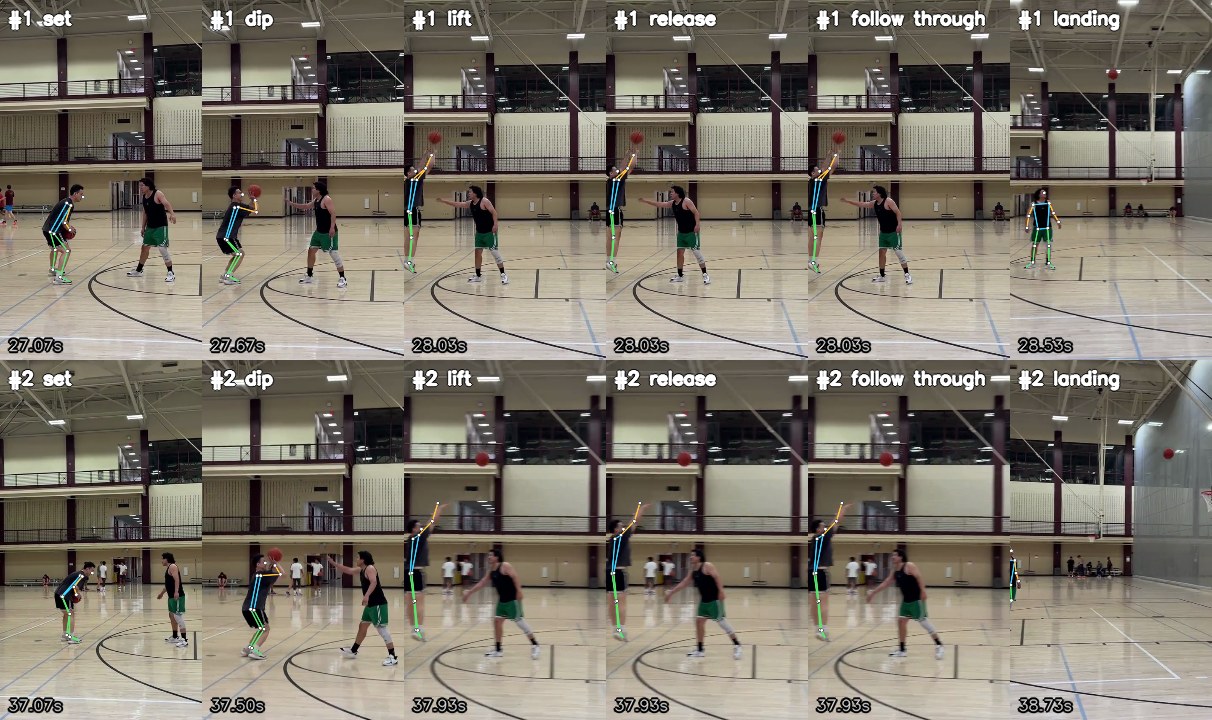 #1 set
#1 dip
#1 lift
#1 release
#1 follow through
#1 landing
27.07s
27.67s
28.03s
28.03s
28.03s
28.53s
#2 set
#2 dip
#2 lift
#2 release
#2 follow through
#2 landing
37.07s
37.50s
37.93s
37.93s
37.93s
38.73s